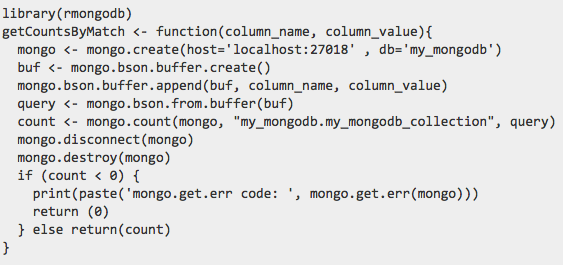 library(rmongodb)
getCountsByMatch <- function(column_name, column_value){
  mongo <- mongo.create(host='localhost:27018' , db='my_mongodb')
  buf <- mongo.bson.buffer.create()
  mongo.bson.buffer.append(buf, column_name, column_value)
  query <- mongo.bson.from.buffer(buf)
  count <- mongo.count(mongo, "my_mongodb.my_mongodb_collection", query)
  mongo.disconnect(mongo)
  mongo.destroy(mongo)
  if (count < 0) {
    print(paste('mongo.get.err code: ', mongo.get.err(mongo)))
    return (0)
  } else return(count)
}